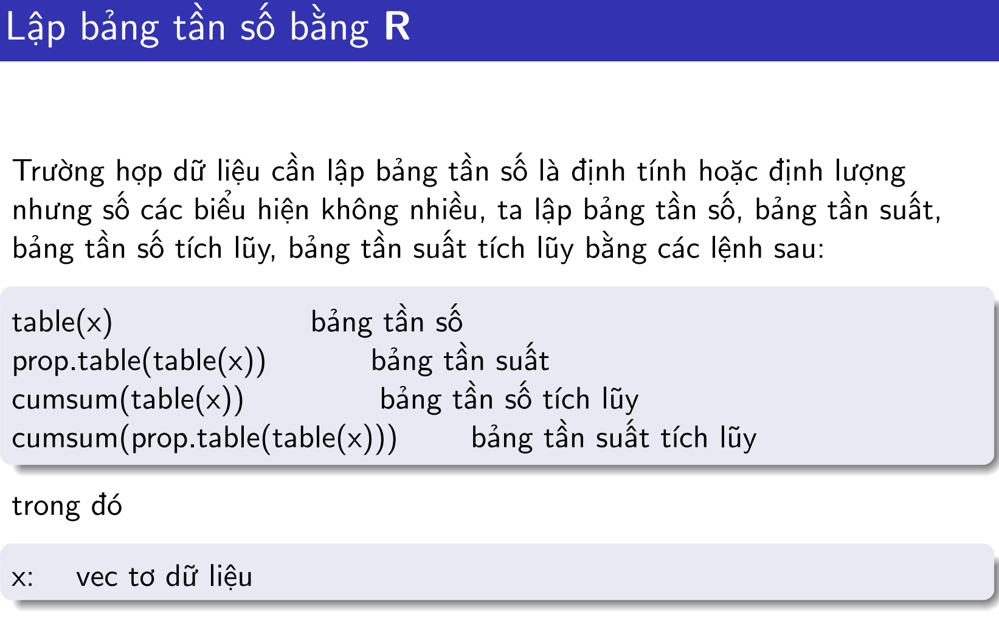 Lập bảng tần số bằng R
Trường hợp dữ liệu cần lập bảng tần số là định tính hoặc định lượng
nhưng số các biểu hiện không nhiều, ta lập bảng tần số, bảng tần suất,
bảng tần số tích lũy, bảng tần suất tích lũy bằng các lệnh sau:
table(x) bảng tần số
prop.table(table(x)) bảng tần suất
cumsum(table(x)) bảng tần số tích lũy
cumsum(prop.table(table(x))) bảng tần suất tích lũy
trong đó
x: vec tơ dữ liệu